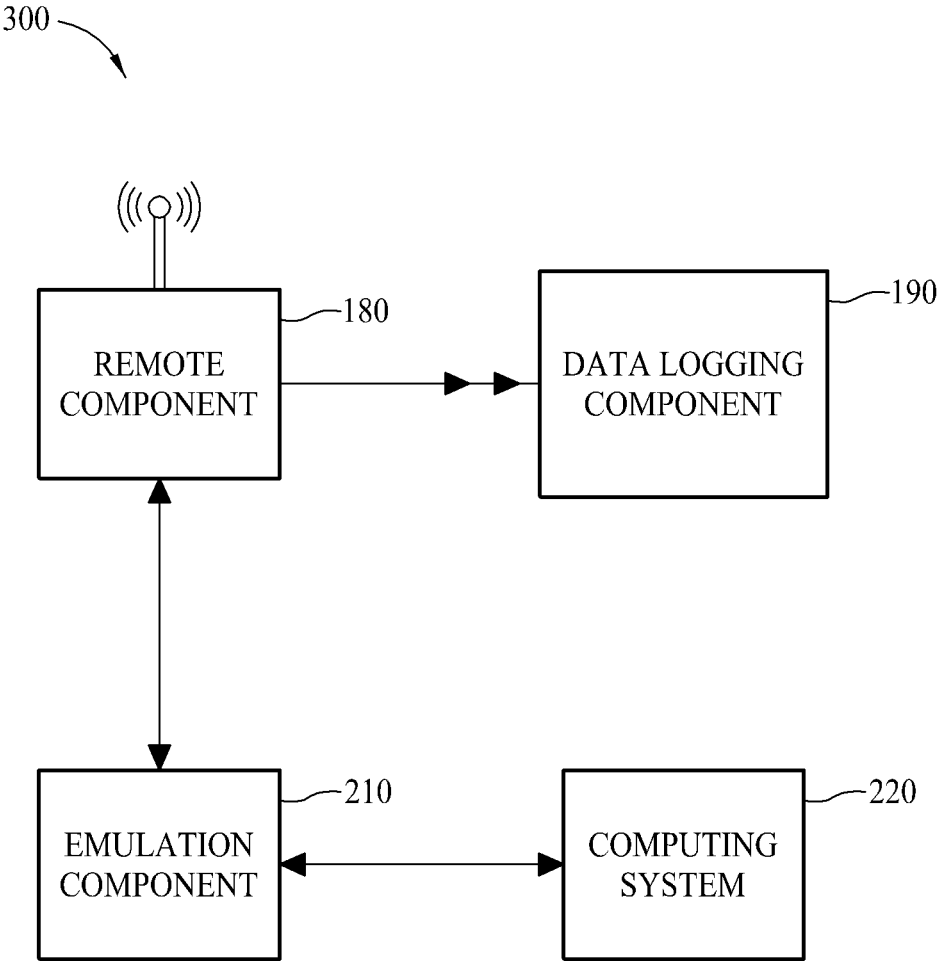 300
180
190
REMOTE
COMPONENT
DATA LOGGING
COMPONENT
210
220
EMULATION
COMPONENT
COMPUTING
SYSTEM